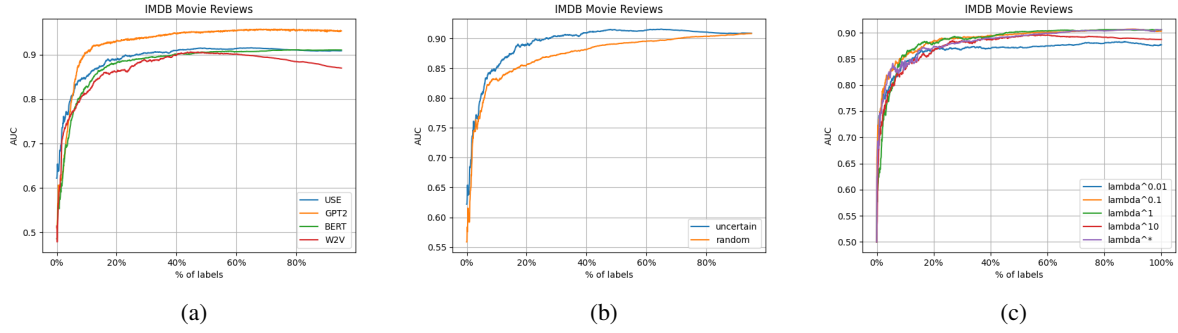 IMDB Movie Reviews
AUC
0.9
0.8
0.7
0.6
0.5
USE
GPT2
BERT
W2V
0% 20% 40% 60% 80%
% of labels
(a)
IMDB Movie Reviews
AUC
0.90
0.85
0.80
0.75
0.70
0.65
0.60
0.55
uncertain
random
0% 20% 40% 60% 80%
% of labels
(b)
IMDB Movie Reviews
AUC
0.90
0.85
0.80
0.75
0.70
0.65
0.60
0.55
0.50
lambda^0.01
lambda^0.1
lambda^1
lambda^10
lambda^*
0% 20% 40% 60% 80% 100%
% of labels
(c)